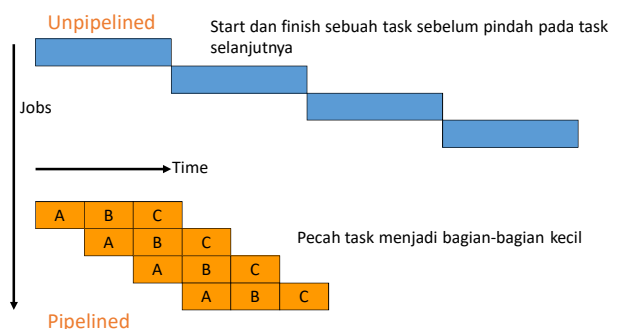 Unpipelined
Start dan finish sebuah task sebelum pindah pada task
selanjutnya
Jobs
Time
A B C
A B C
Pecah task menjadi bagian-bagian kecil
A B C
A B C
Pipelined